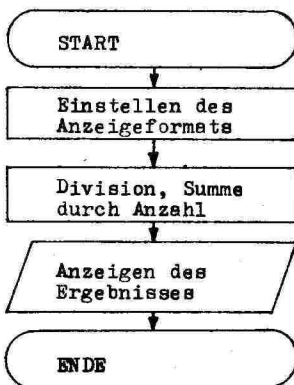 START
Einstellen des
Anzeigeformats
Division, Summe
durch Anzahl
Anzeigen des
Ergebnisses
ENDE